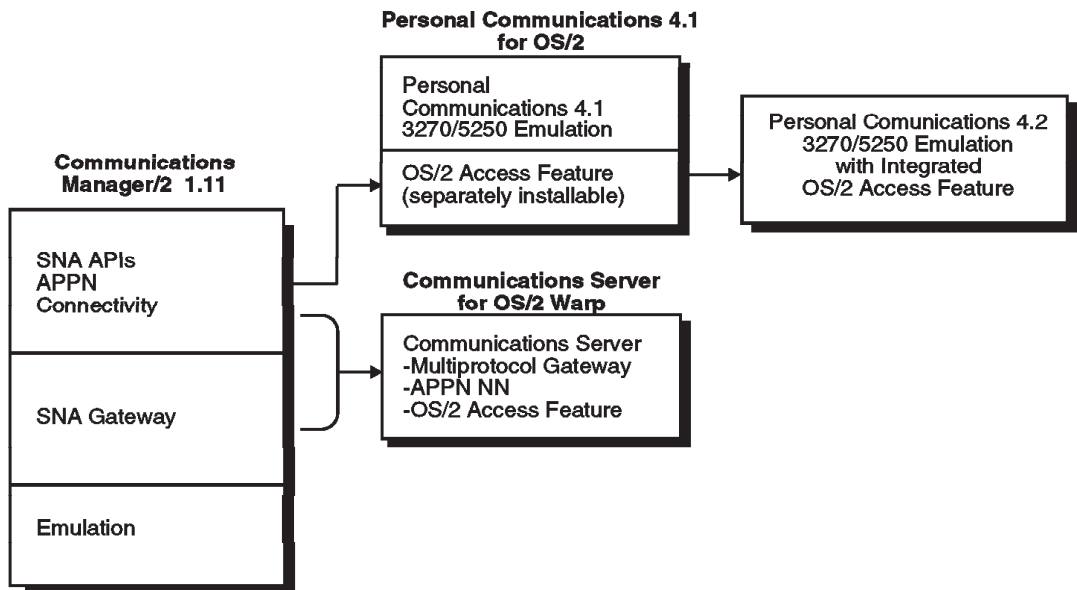 Personal Communications 4.1
for OS/2
Personal
Communications 4.1
3270/5250 Emulation
OS/2 Access Feature
(separately installable)
Personal Comunications 4.2
3270/5250 Emulation
with Integrated
OS/2 Access Feature
Communications
Manager/2 1.11
SNA APIs
APPN
Connectivity
SNA Gateway
Emulation
Communications Server
for OS/2 Warp
Communications Server
-Multiprotocol Gateway
-APPN NN
-OS/2 Access Feature